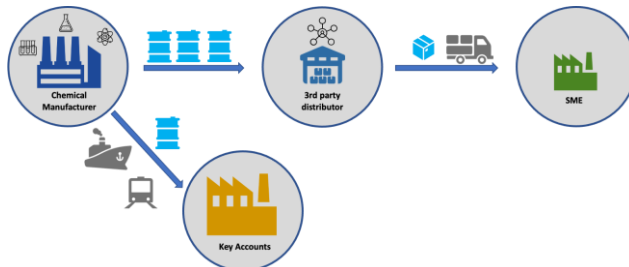 Chemical
Manufacturer
3rd party
distributor
SME
Key Accounts